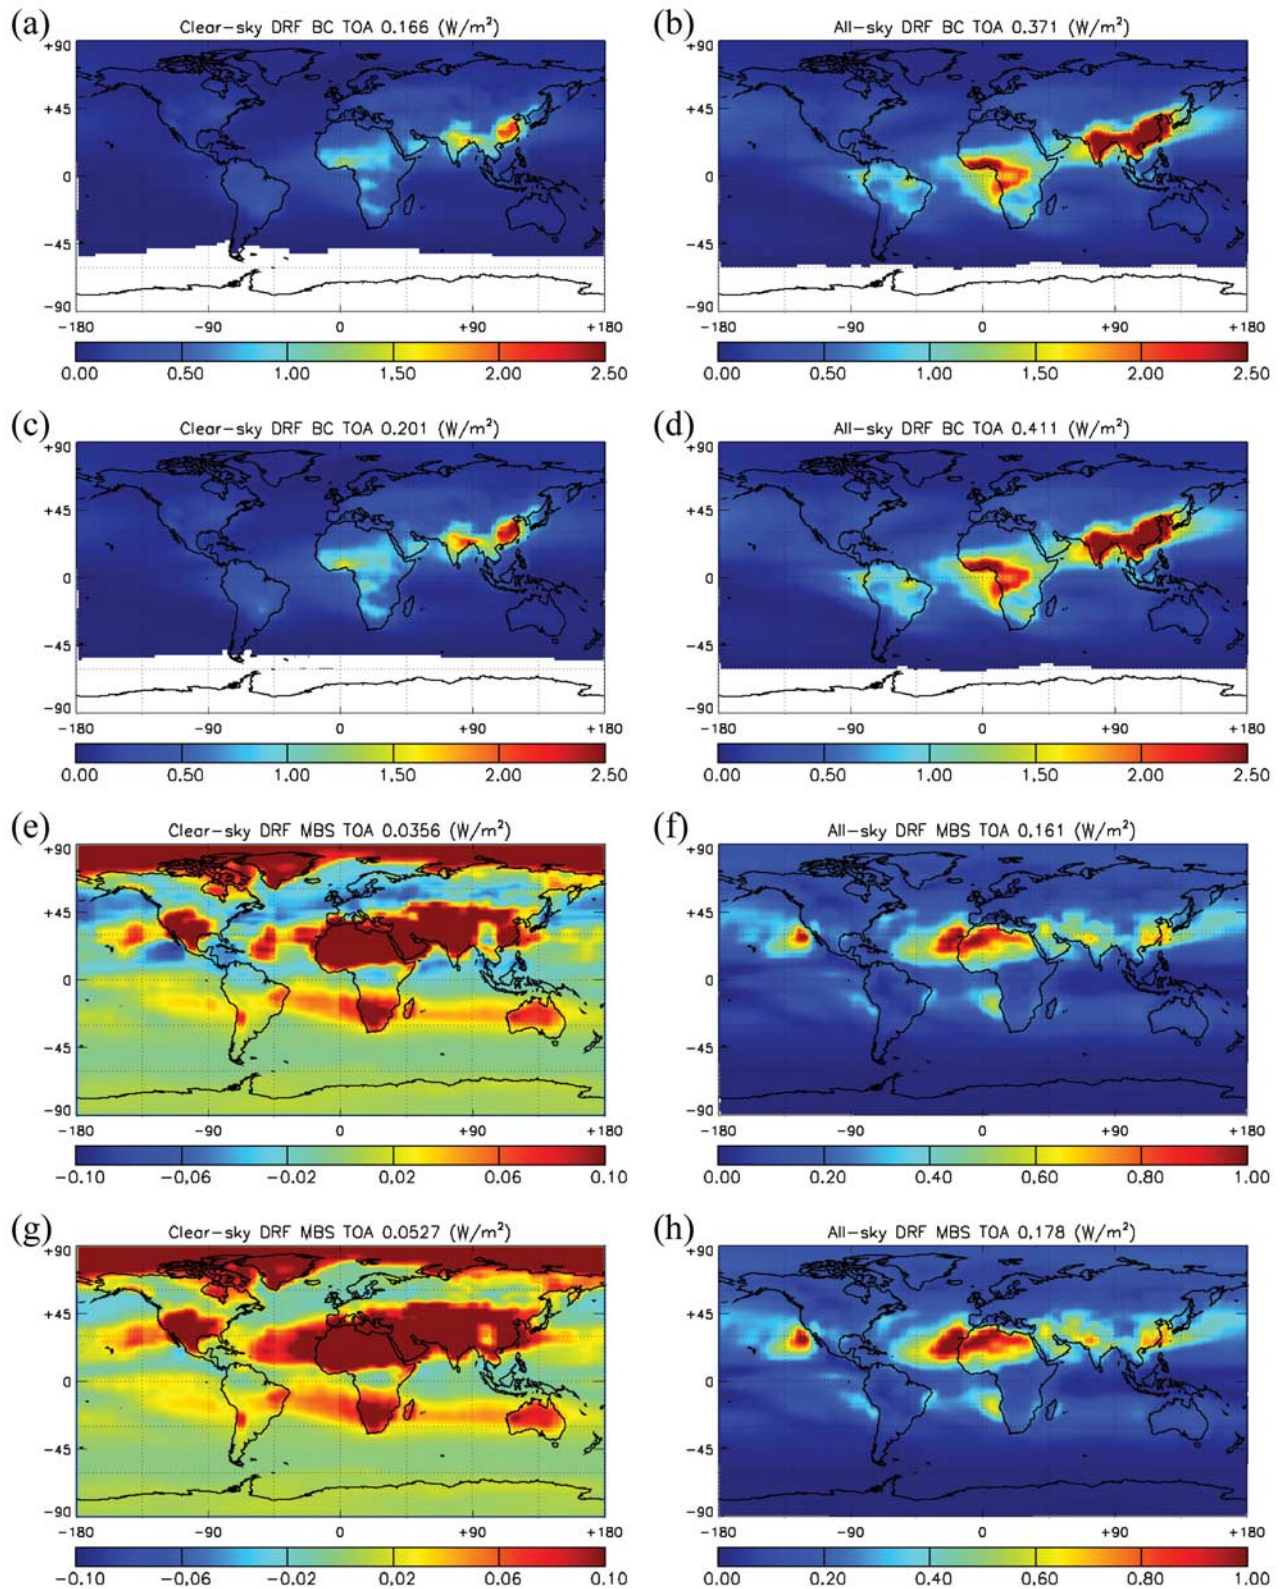 (a) Clear-sky DRF BC TOA 0.166 (W/m²)
+90
+45
0
-45
-90
-180 -90 0 +90 +180
0.00 0.50 1.00 1.50 2.00 2.50
(b) All-sky DRF BC TOA 0.371 (W/m²)
+90
+45
0
-45
-90
-180 -90 0 +90 +180
0.00 0.50 1.00 1.50 2.00 2.50
(c) Clear-sky DRF BC TOA 0.201 (W/m²)
+90
+45
0
-45
-90
-180 -90 0 +90 +180
0.00 0.50 1.00 1.50 2.00 2.50
(d) All-sky DRF BC TOA 0.411 (W/m²)
+90
+45
0
-45
-90
-180 -90 0 +90 +180
0.00 0.50 1.00 1.50 2.00 2.50
(e) Clear-sky DRF MBS TOA 0.0356 (W/m²)
+90
+45
0
-45
-90
-180 -90 0 +90 +180
-0.10 -0.06 -0.02 0.02 0.06 0.10
(f) All-sky DRF MBS TOA 0.161 (W/m²)
+90
+45
0
-45
-90
-180 -90 0 +90 +180
0.00 0.20 0.40 0.60 0.80 1.00
(g) Clear-sky DRF MBS TOA 0.0527 (W/m²)
+90
+45
0
-45
-90
-180 -90 0 +90 +180
-0.10 -0.06 -0.02 0.02 0.06 0.10
(h) All-sky DRF MBS TOA 0.178 (W/m²)
+90
+45
0
-45
-90
-180 -90 0 +90 +180
0.00 0.20 0.40 0.60 0.80 1.00